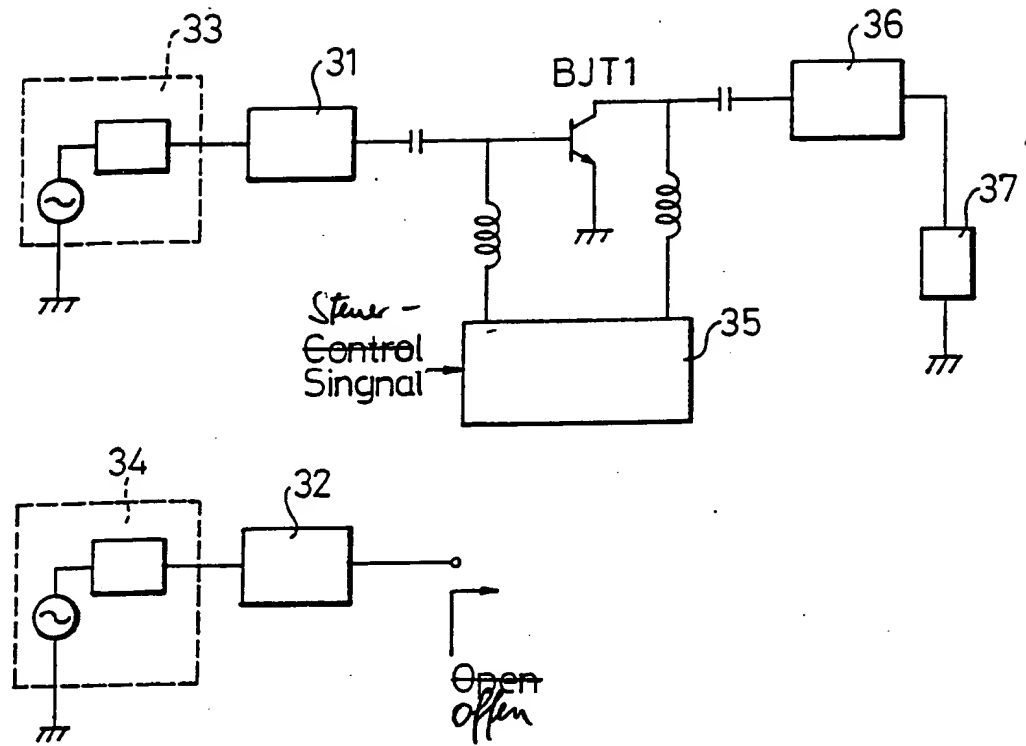 33
31
BJT1
36
37
Steuer -
Control
Singnal
35
34
32
Open
offen